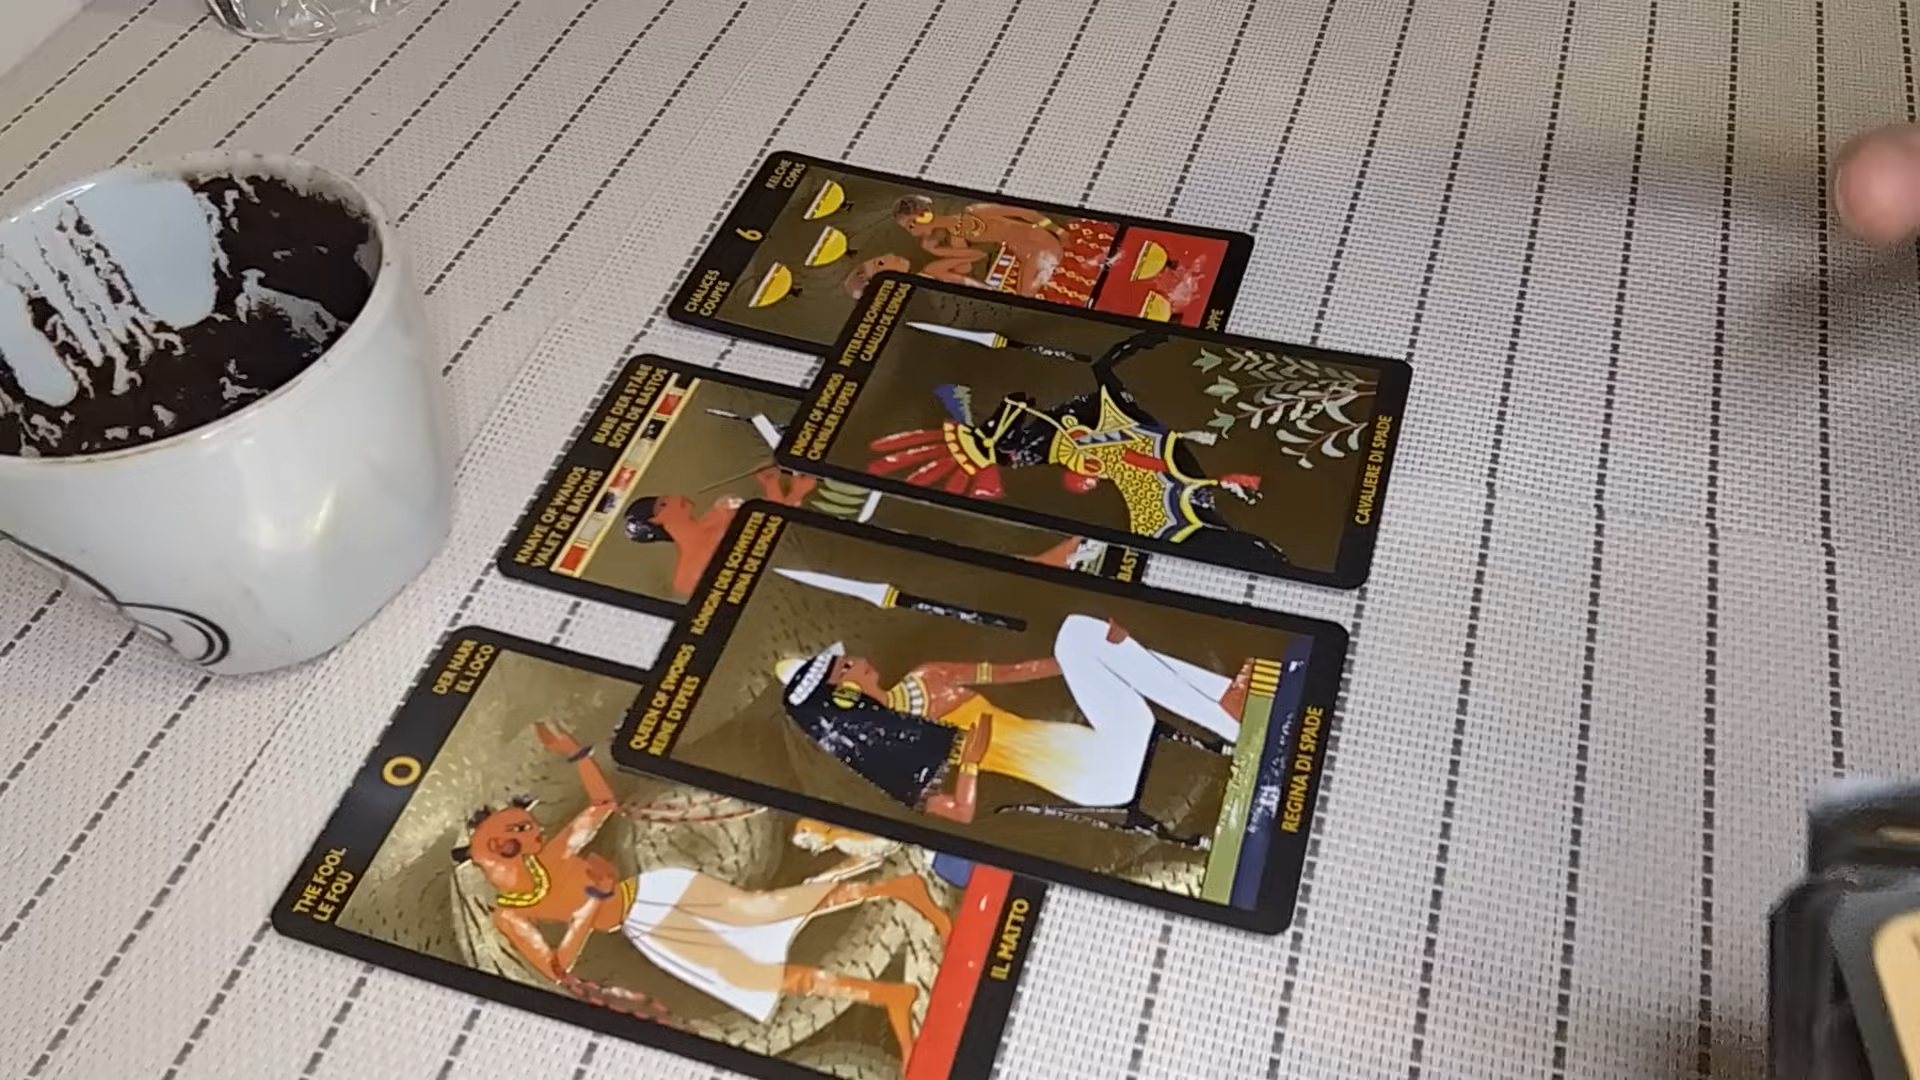 KELCHE
COPAS
6
CHALICES
COUPES
RITTER DER SCHWERTER
CABALLO DE ESPADAS
KNIGHT OF SWORDS
CHEVALIER D'EPEES
CAVALIERE DI SPADE
BUBE DER STÄBE
SOTA DE BASTOS
KNAVE OF WANDS
VALET DE BATONS
BAST
KÖNIGIN DER SCHWERTER
REINA DE ESPADAS
QUEEN OF SWORDS
REINE D'EPEES
REGINA DI SPADE
DER NARR
EL LOCO
0
THE FOOL
LE FOU
IL MATTO